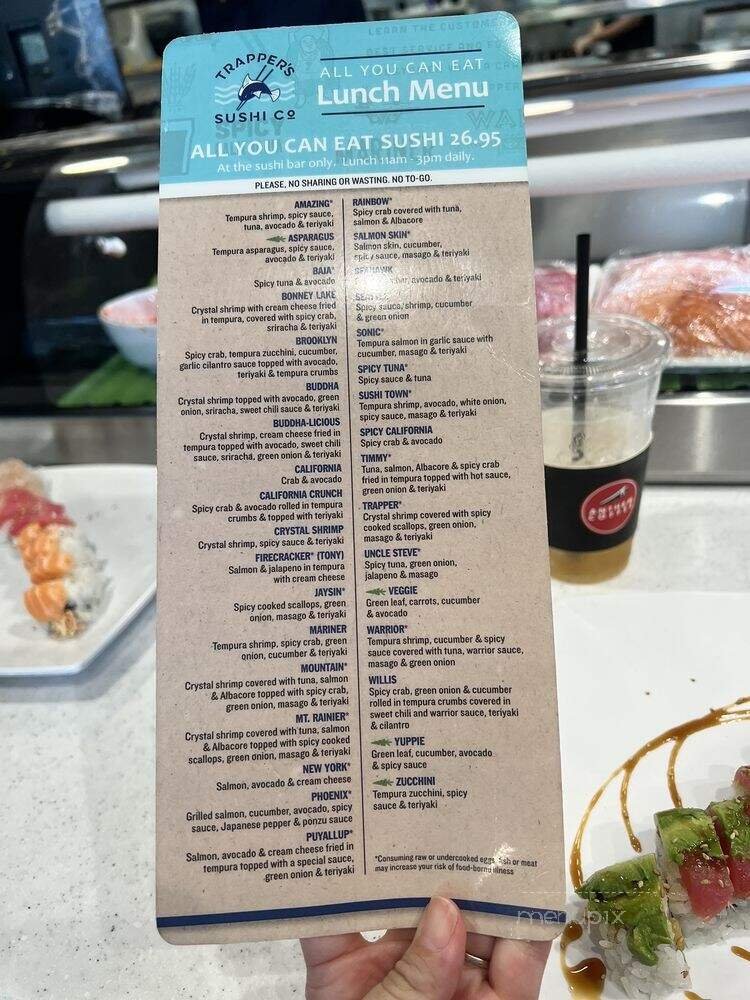 TRAPPER'S
SUSHI CO
ALL YOU CAN EAT
Lunch Menu
ALL YOU CAN EAT SUSHI 26.95
At the sushi bar only. Lunch 11am - 3pm daily.
PLEASE, NO SHARING OR WASTING. NO TO-GO.
AMAZING*
Tempura shrimp, spicy sauce,
tuna, avocado & teriyaki
ASPARAGUS
Tempura asparagus, spicy sauce,
avocado & teriyaki
BAJA*
Spicy tuna & avocado
BONNEY LAKE
Crystal shrimp with cream cheese fried
in tempura, covered with spicy crab,
sriracha & teriyaki
BROOKLYN
Spicy crab, tempura zucchini, cucumber,
garlic cilantro sauce topped with avocado,
teriyaki & tempura crumbs
BUDDHA
Crystal shrimp topped with avocado, green
onion, sriracha, sweet chili sauce & teriyaki
BUDDHA-LICIOUS
Crystal shrimp, cream cheese fried in
tempura topped with avocado, sweet chili
sauce, sriracha, green onion & teriyaki
CALIFORNIA
Crab & avocado
CALIFORNIA CRUNCH
Spicy crab & avocado rolled in tempura
crumbs & topped with teriyaki
CRYSTAL SHRIMP
Crystal shrimp, spicy sauce & teriyaki
FIRECRACKER* (TONY)
Salmon & jalapeno in tempura
with cream cheese
JAYSIN*
Spicy cooked scallops, green
onion, masago & teriyaki
MARINER
Tempura shrimp, spicy crab, green
onion, cucumber & teriyaki
MOUNTAIN*
Crystal shrimp covered with tuna, salmon
& Albacore topped with spicy crab,
green onion, masago & teriyaki
MT. RAINIER*
Crystal shrimp covered with tuna, salmon
& Albacore topped with spicy cooked
scallops, green onion, masago & teriyaki
NEW YORK*
Salmon, avocado & cream cheese
PHOENIX*
Grilled salmon, cucumber, avocado, spicy
sauce, Japanese pepper & ponzu sauce
PUYALLUP*
Salmon, avocado & cream cheese fried in
tempura topped with a special sauce,
green onion & teriyaki
RAINBOW*
Spicy crab covered with tuna,
salmon & Albacore
SALMON SKIN*
Salmon skin, cucumber,
spicy sauce, masago & teriyaki
SEAHAWK
avocado & teriyaki
Spicy sauce, shrimp, cucumber
& green onion
SONIC*
Tempura salmon in garlic sauce with
cucumber, masago & teriyaki
SPICY TUNA*
Spicy sauce & tuna
SUSHI TOWN*
Tempura shrimp, avocado, white onion,
spicy sauce, masago & teriyaki
SPICY CALIFORNIA
Spicy crab & avocado
TIMMY*
Tuna, salmon, Albacore & spicy crab
fried in tempura topped with hot sauce,
green onion & teriyaki
TRAPPER*
Crystal shrimp covered with spicy
cooked scallops, green onion,
masago & teriyaki
UNCLE STEVE*
Spicy tuna, green onion,
jalapeno & masago
VEGGIE
Green leaf, carrots, cucumber
& avocado
WARRIOR*
Tempura shrimp, cucumber & spicy
sauce covered with tuna, warrior sauce,
masago & green onion
WILLIS
Spicy crab, green onion & cucumber
rolled in tempura crumbs covered in
sweet chili and warrior sauce, teriyaki
& cilantro
YUPPIE
Green leaf, cucumber, avocado
& spicy sauce
ZUCCHINI
Tempura zucchini, spicy
sauce & teriyaki
*Consuming raw or undercooked eggs, fish or meat
may increase your risk of food-borne illness
menupix